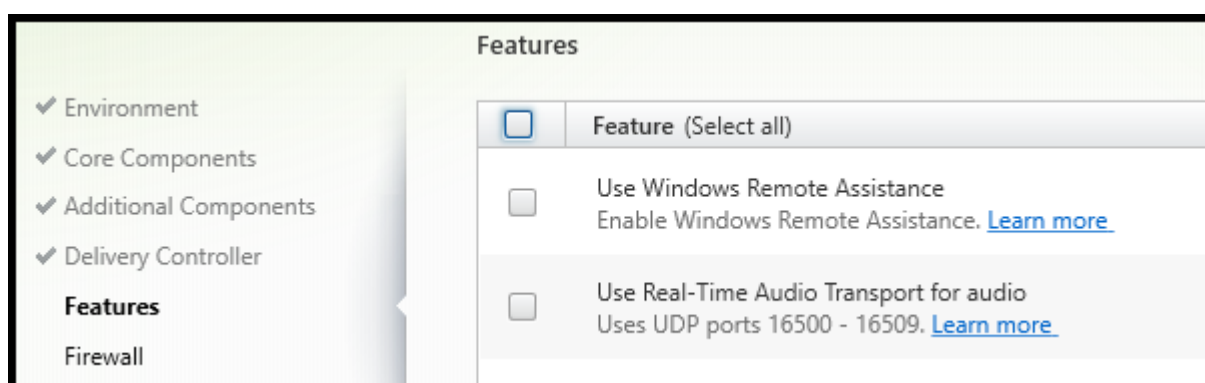 Features
Environment
Core Components
Additional Components
Delivery Controller
Features
Firewall
Feature (Select all)
Use Windows Remote Assistance
Enable Windows Remote Assistance. Learn more
Use Real-Time Audio Transport for audio
Uses UDP ports 16500 - 16509. Learn more